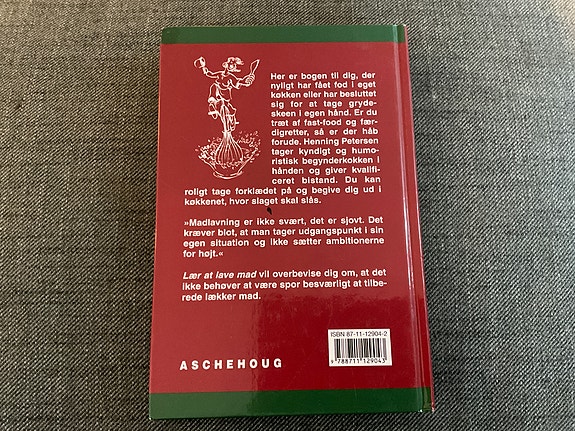 Her er bogen til dig, der
nyligt har fået fod i eget
køkken eller har besluttet
sig for at tage gryde-
skeen i egen hånd. Er du
træt af fast-food og fær-
digretter, så er der håb
forude. Henning Petersen
tager kyndigt og humo-
ristisk begynderkokken i
hånden og giver kvalifi-
ceret bistand. Du kan
roligt tage forklædet på og begive dig ud i
køkkenet, hvor slaget skal slås.
»Madlavning er ikke svært, det er sjovt. Det
kræver blot, at man tager udgangspunkt i sin
egen situation og ikke sætter ambitionerne
for højt.«
Lær at lave mad vil overbevise dig om, at det
ikke behøver at være spor besværligt at tilbe-
rede lækker mad.
ISBN 87-11-12904-2
9 788711 129043
ASCHEHOUG